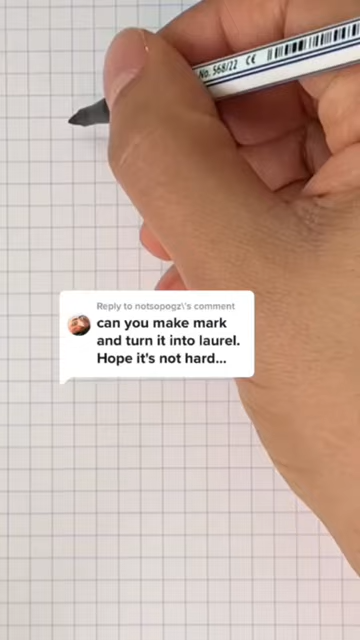 No. 568/22 CE
Reply to notsopogz\'s comment
can you make mark
and turn it into laurel.
Hope it's not hard...